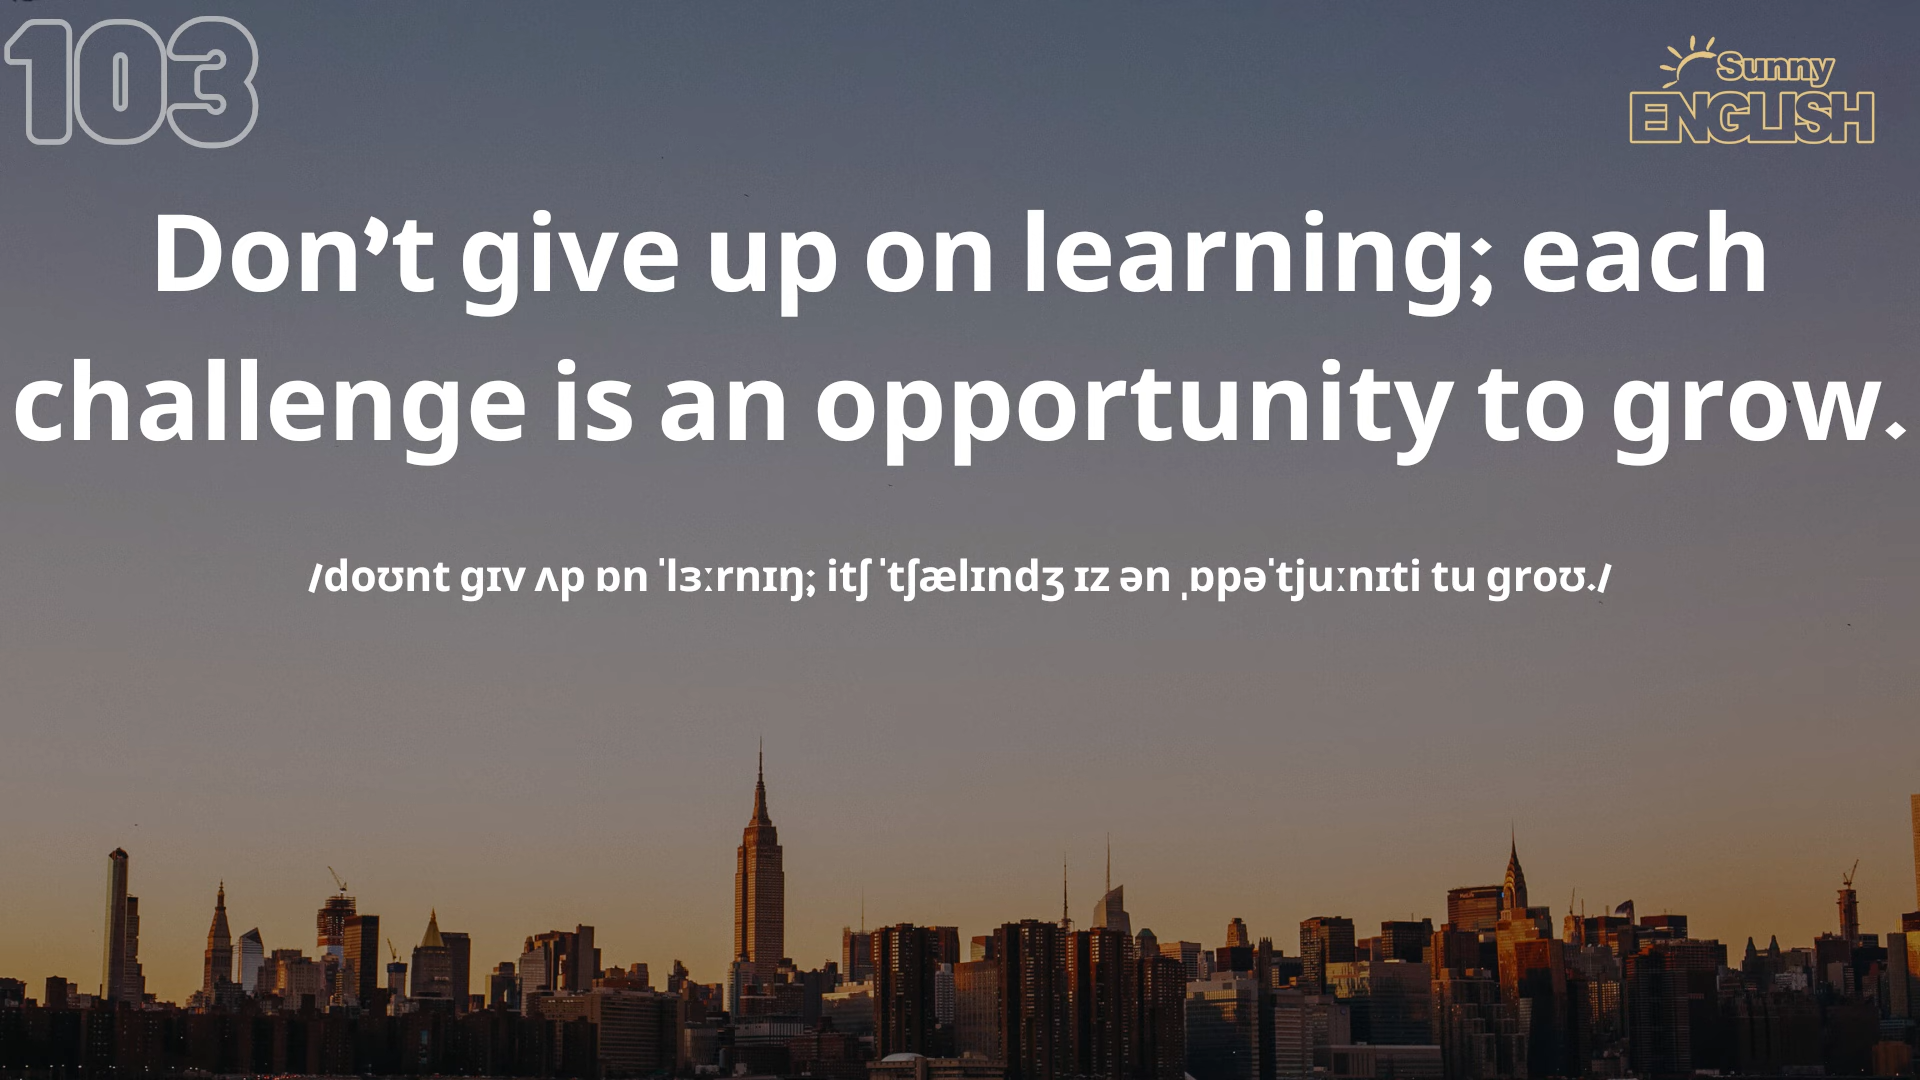 103
Sunny
ENGLISH
Don’t give up on learning; each
challenge is an opportunity to grow.
/doʊnt gɪv ʌp ɒn ˈlɜːrnɪŋ; itʃ ˈtʃælɪndʒ ɪz ən ˌɒpəˈtjuːnɪti tu groʊ./